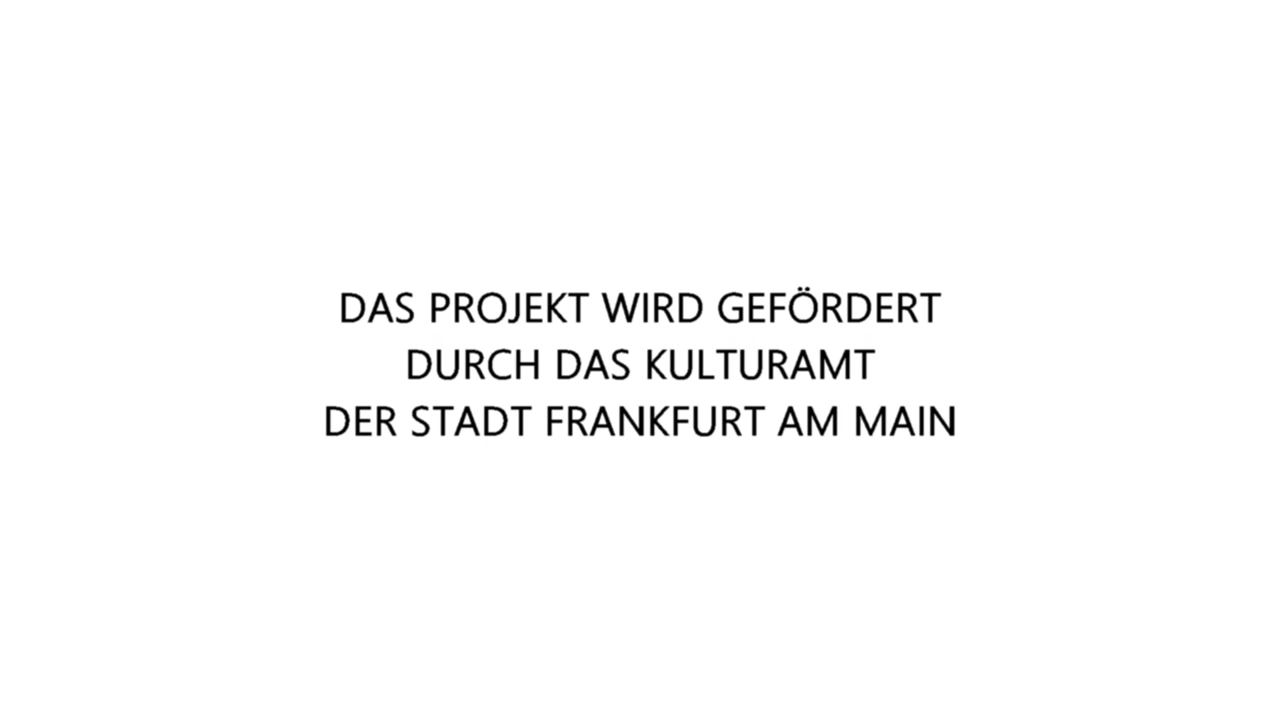 DAS PROJEKT WIRD GEFÖRDERT
DURCH DAS KULTURAMT
DER STADT FRANKFURT AM MAIN